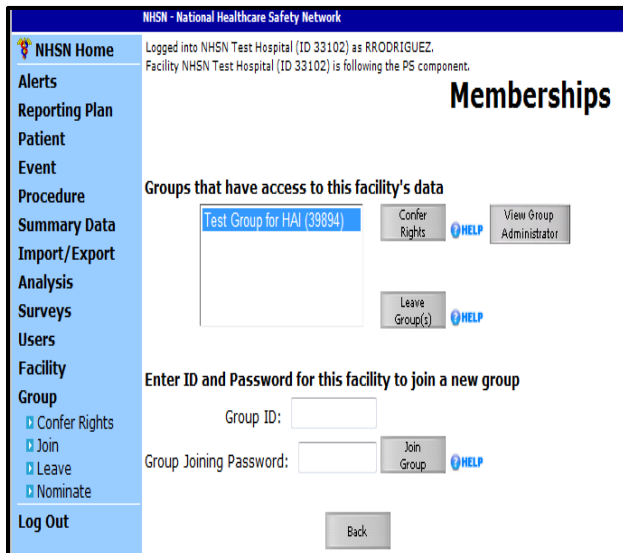 NHSN - National Healthcare Safety Network
NHSN Home
Alerts
Reporting Plan
Patient
Event
Procedure
Summary Data
Import/Export
Analysis
Surveys
Users
Facility
Group
Confer Rights
Join
Leave
Nominate
Log Out
Logged into NHSN Test Hospital (ID 33102) as RRODRIGUEZ.
Facility NHSN Test Hospital (ID 33102) is following the PS component.
Memberships
Groups that have access to this facility's data
Test Group for HAI (39894)
Confer
Rights
HELP
View Group
Administrator
Leave
Group(s)
HELP
Enter ID and Password for this facility to join a new group
Group ID:
Group Joining Password:
Join
Group
HELP
Back